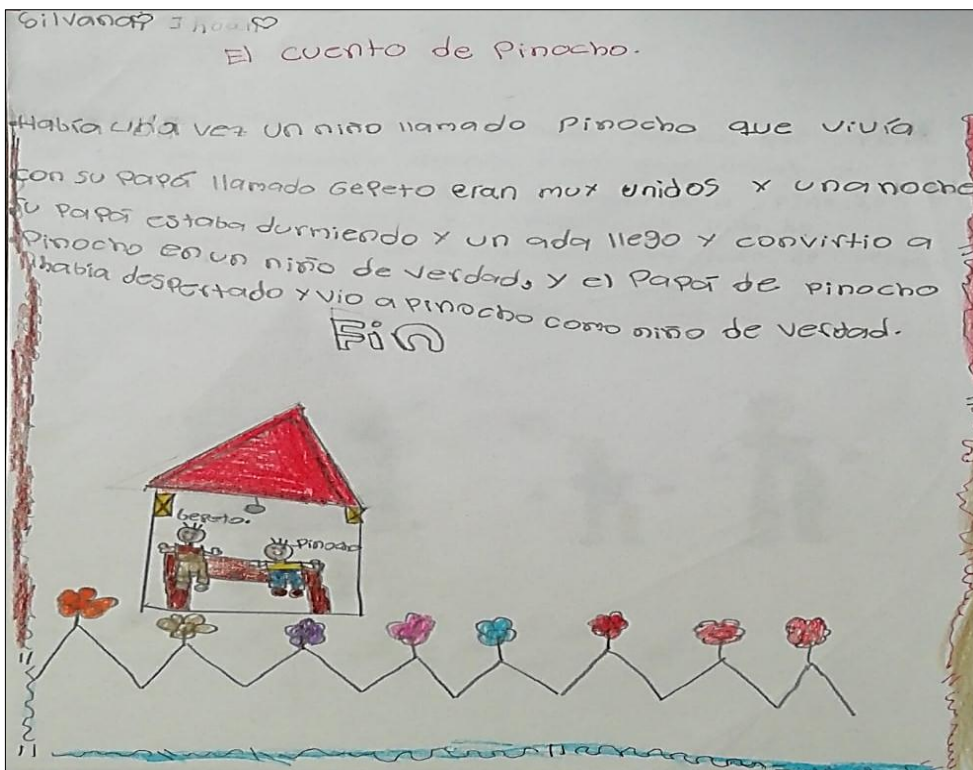 Silvana
El cuento de Pinocho.
Había una vez un niño llamado Pinocho que vivía
con su papá llamado Gepeto eran muy unidos y una noche
su papá estaba durmiendo y un ada llego y convirtio a
Pinocho en un niño de verdad, y el Papá de pinocho
había despertado y vio a pinocho como niño de verdad.
Fin
Gepeto.
Pinocho